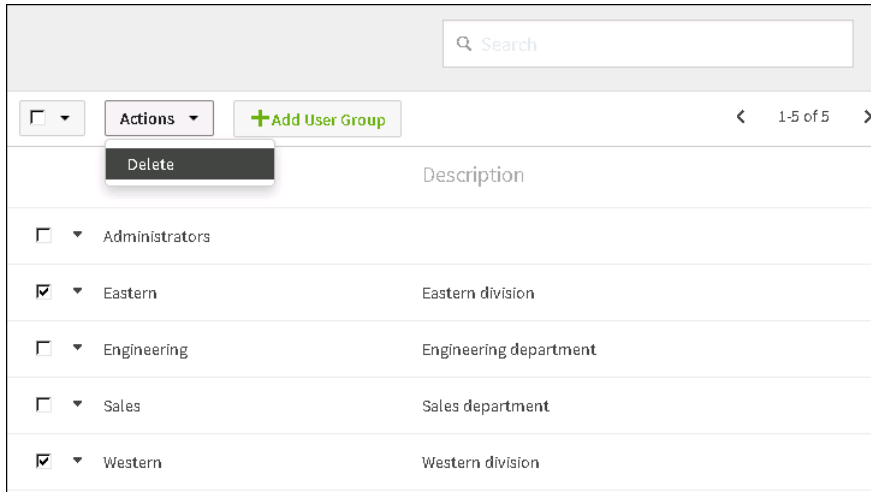 Search
Actions
+Add User Group
1-5 of 5
Delete
Description
Administrators
Eastern Eastern division
Engineering Engineering department
Sales Sales department
Western Western division